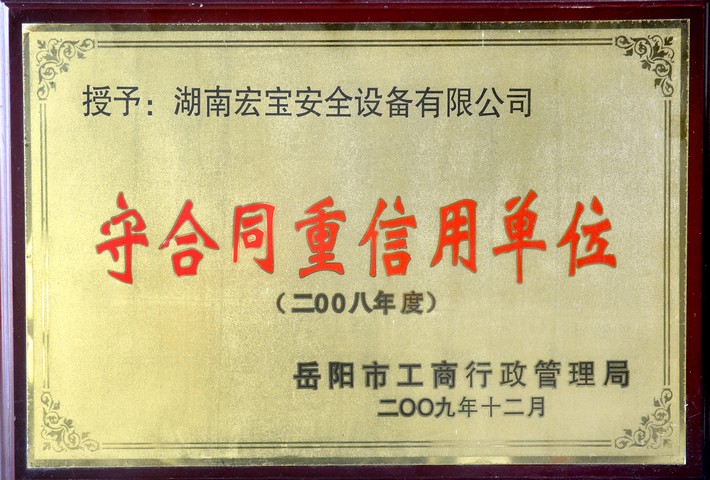 授予：湖南宏宝安全设备有限公司
守合同重信用单位
（二00八年度）
岳阳市工商行政管理局
二OO九年十二月